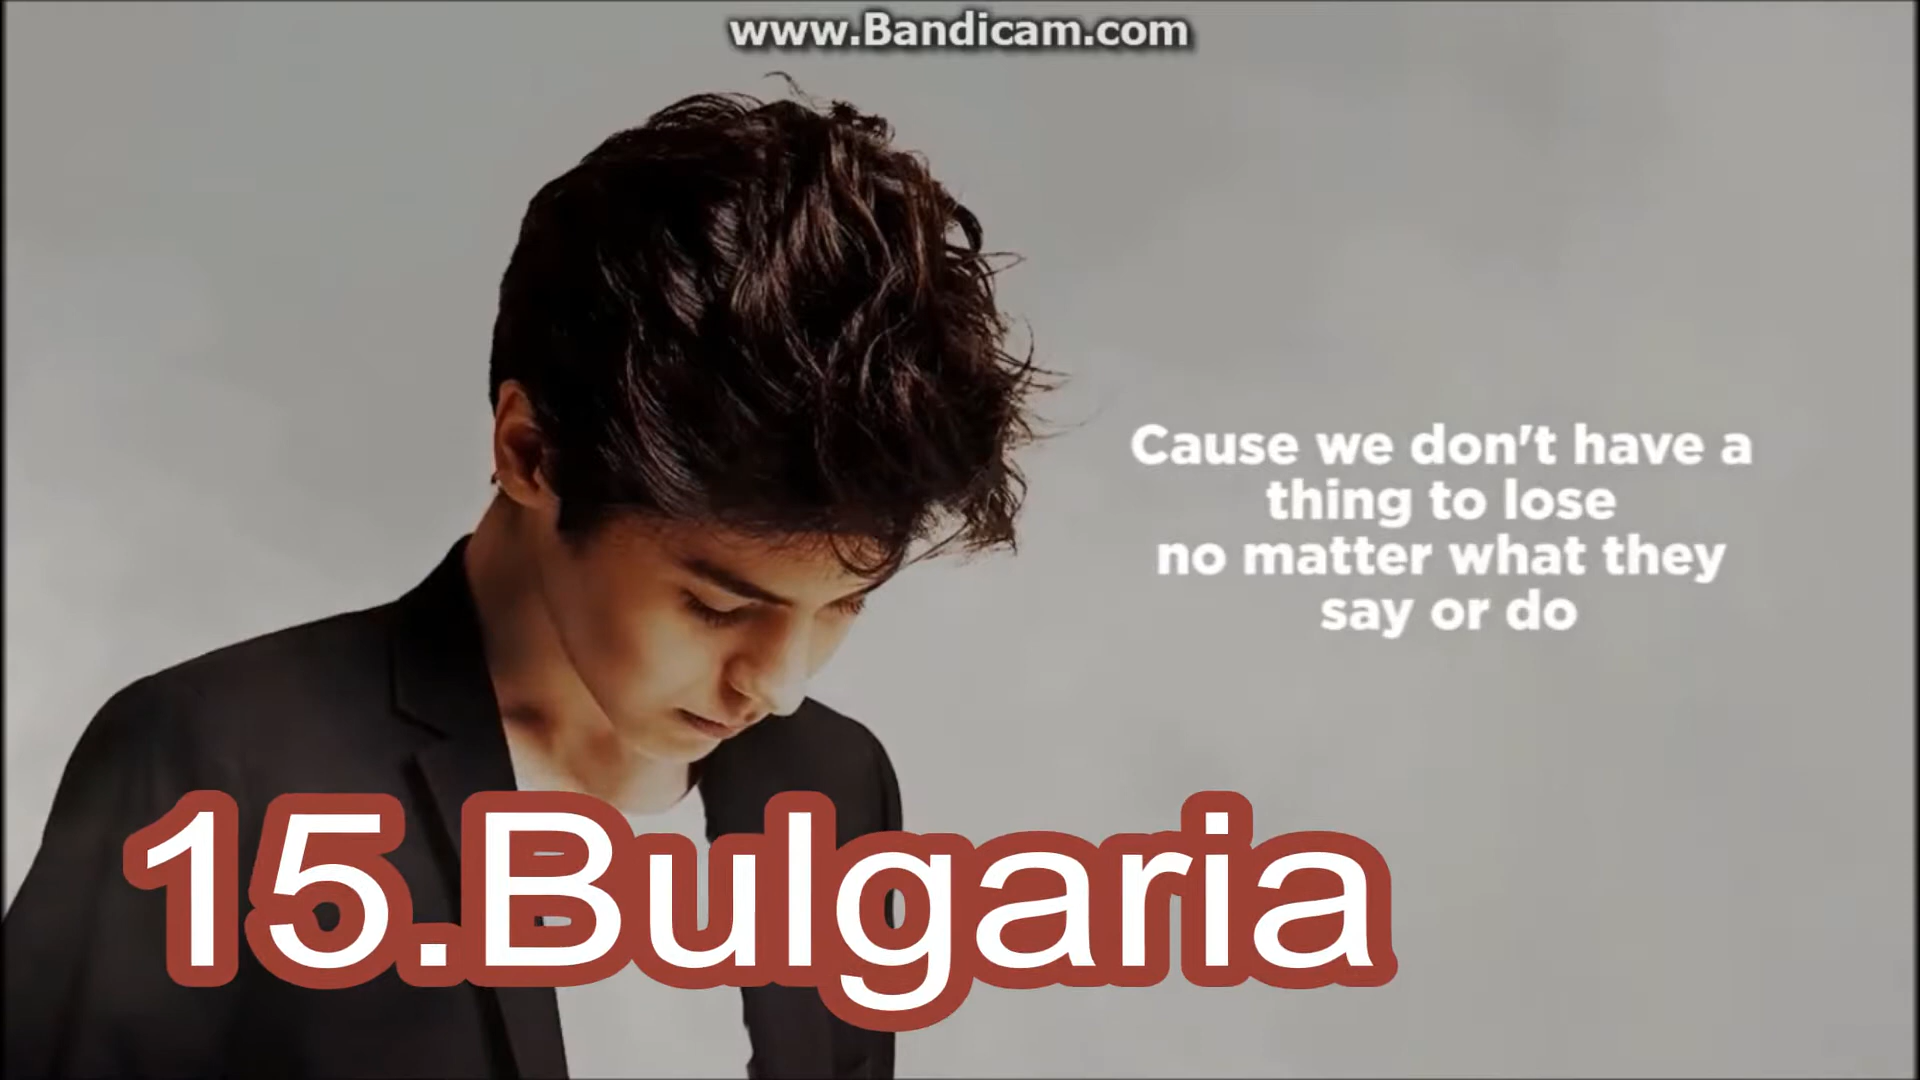 www.Bandicam.com
Cause we don't have a
thing to lose
no matter what they
say or do
15.Bulgaria